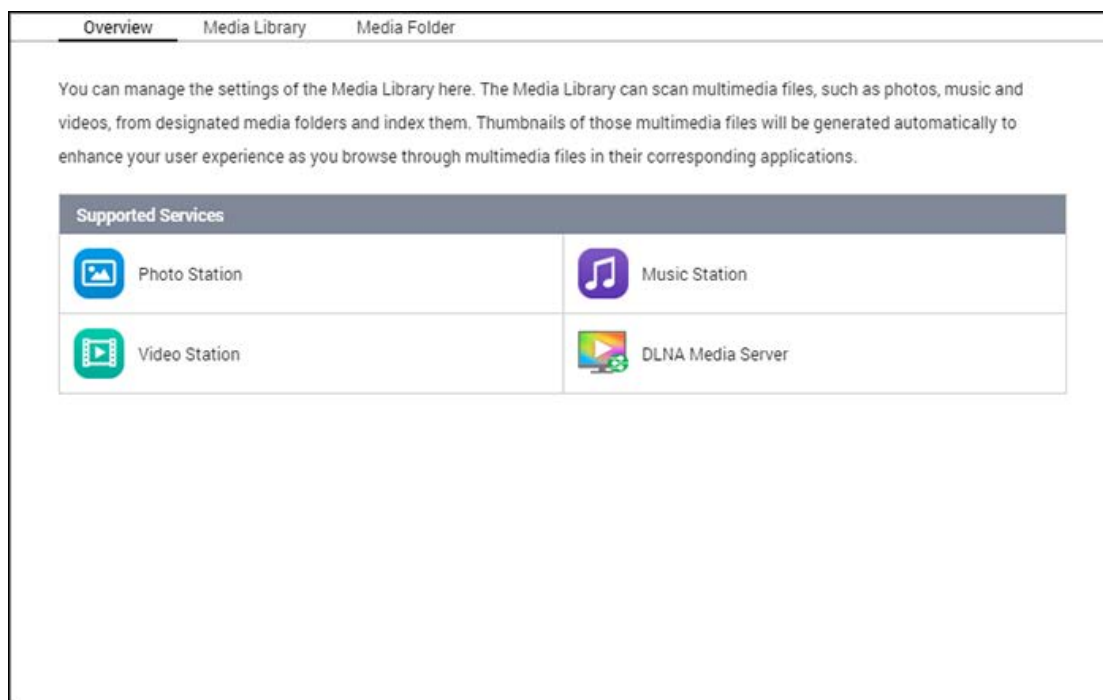 Overview Media Library Media Folder
You can manage the settings of the Media Library here. The Media Library can scan multimedia files, such as photos, music and
videos, from designated media folders and index them. Thumbnails of those multimedia files will be generated automatically to
enhance your user experience as you browse through multimedia files in their corresponding applications.
Supported Services
Photo Station Music Station
Video Station DLNA Media Server